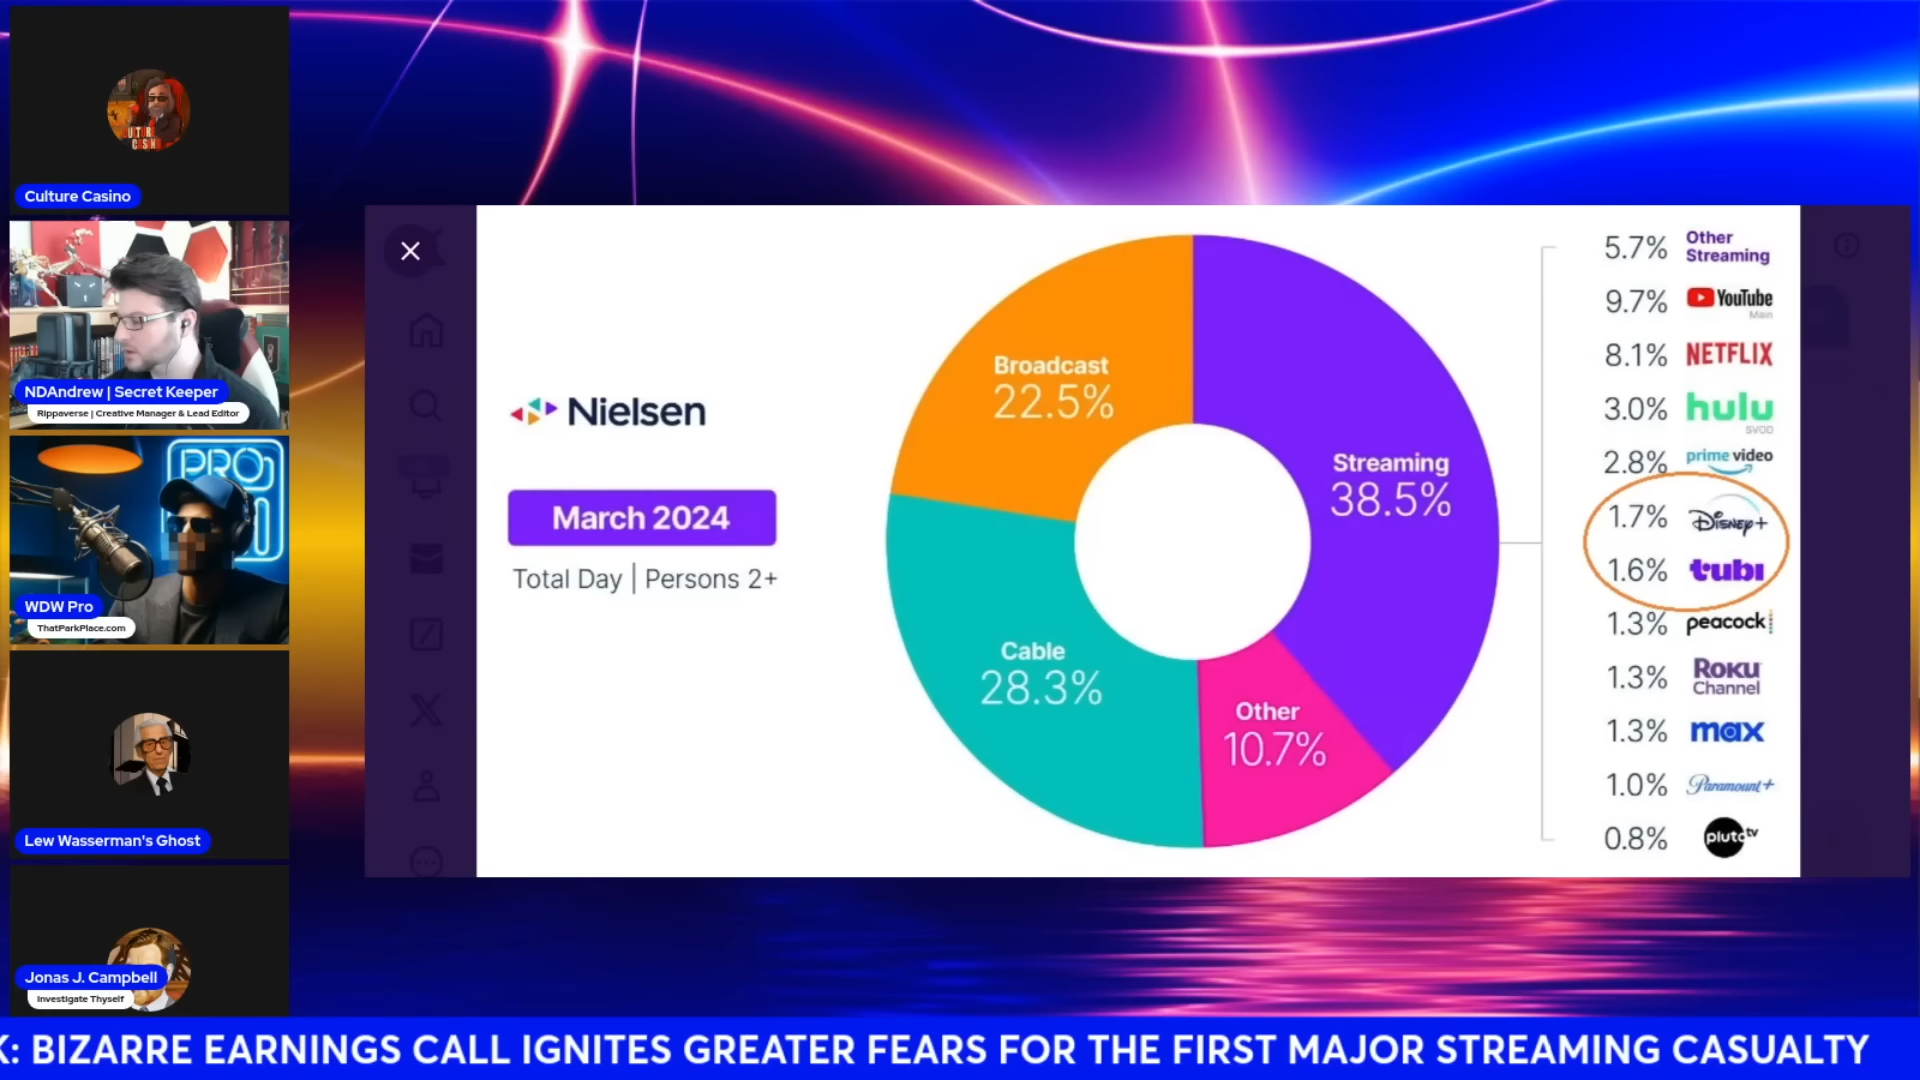 Culture Casino
NDAndrew | Secret Keeper
Rippaverse | Creative Manager & Lead Editor
PRO
WDW Pro
ThatParkPlace.com
Lew Wasserman's Ghost
Jonas J. Campbell
Investigate Thyself
Nielsen
March 2024
Total Day | Persons 2+
Broadcast
22.5%
Streaming
38.5%
Cable
28.3%
Other
10.7%
5.7% Other
Streaming
9.7% YouTube
Main
8.1% NETFLIX
3.0% hulu
SVOD
2.8% prime video
1.7% Disney+
1.6% tubi
1.3% peacock
1.3% Roku
Channel
1.3% max
1.0% Paramount+
0.8% pluto tv
K: BIZARRE EARNINGS CALL IGNITES GREATER FEARS FOR THE FIRST MAJOR STREAMING CASUALTY